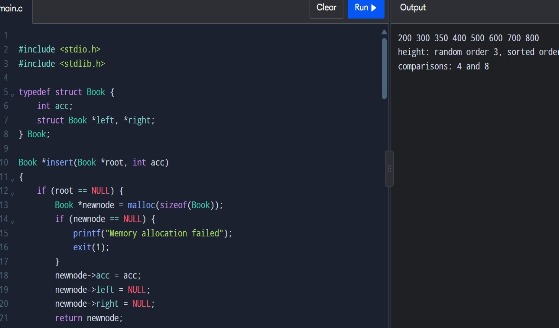 main.c
Clear
Run
Output
1
2 #include <stdio.h>
3 #include <stdlib.h>
4
5 typedef struct Book {
6 int acc;
7 struct Book *left, *right;
8 } Book;
9
10 Book *insert(Book *root, int acc)
11 {
12 if (root == NULL) {
13 Book *newnode = malloc(sizeof(Book));
14 if (newnode == NULL) {
15 printf("Memory allocation failed");
16 exit(1);
17 }
18 newnode->acc = acc;
19 newnode->left = NULL;
20 newnode->right = NULL;
21 return newnode;
200 300 350 400 500 600 700 800
height: random order 3, sorted order
comparisons: 4 and 8